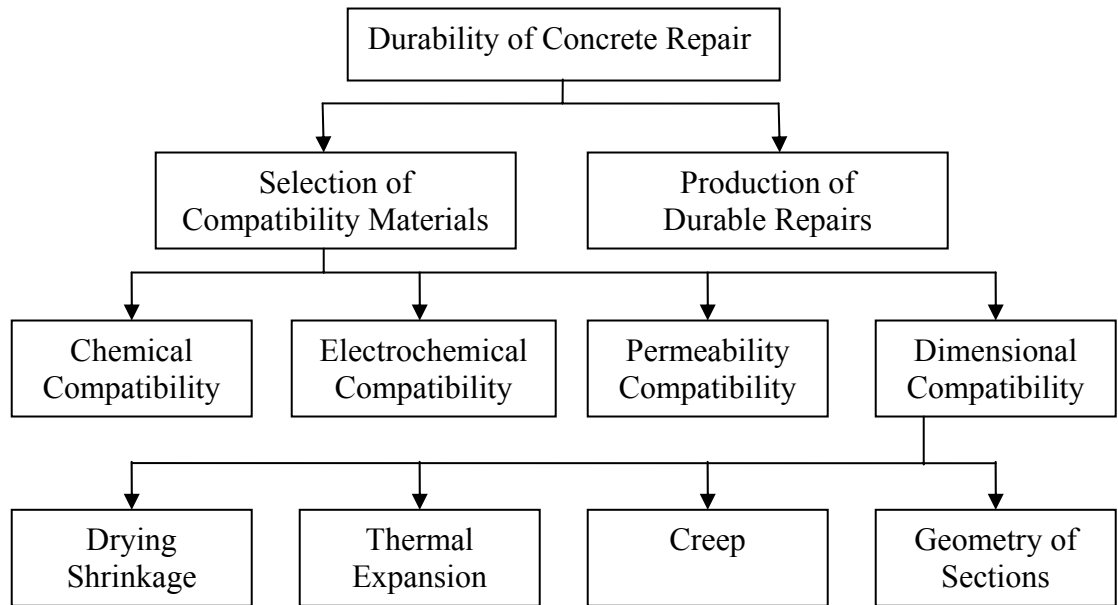 Durability of Concrete Repair
Selection of
Compatibility Materials
Production of
Durable Repairs
Chemical
Compatibility
Electrochemical
Compatibility
Permeability
Compatibility
Dimensional
Compatibility
Drying
Shrinkage
Thermal
Expansion
Creep
Geometry of
Sections